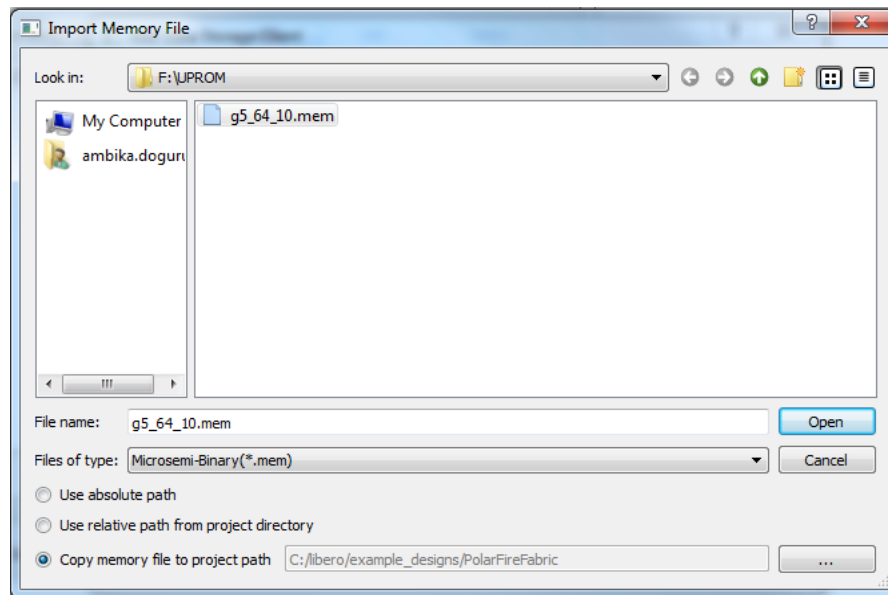 Import Memory File
Look in: F:\UPROM
My Computer
g5_64_10.mem
ambika.doguru
File name: g5_64_10.mem Open
Files of type: Microsemi-Binary(*.mem) Cancel
Use absolute path
Use relative path from project directory
Copy memory file to project path C:/libero/example_designs/PolarFireFabric ...